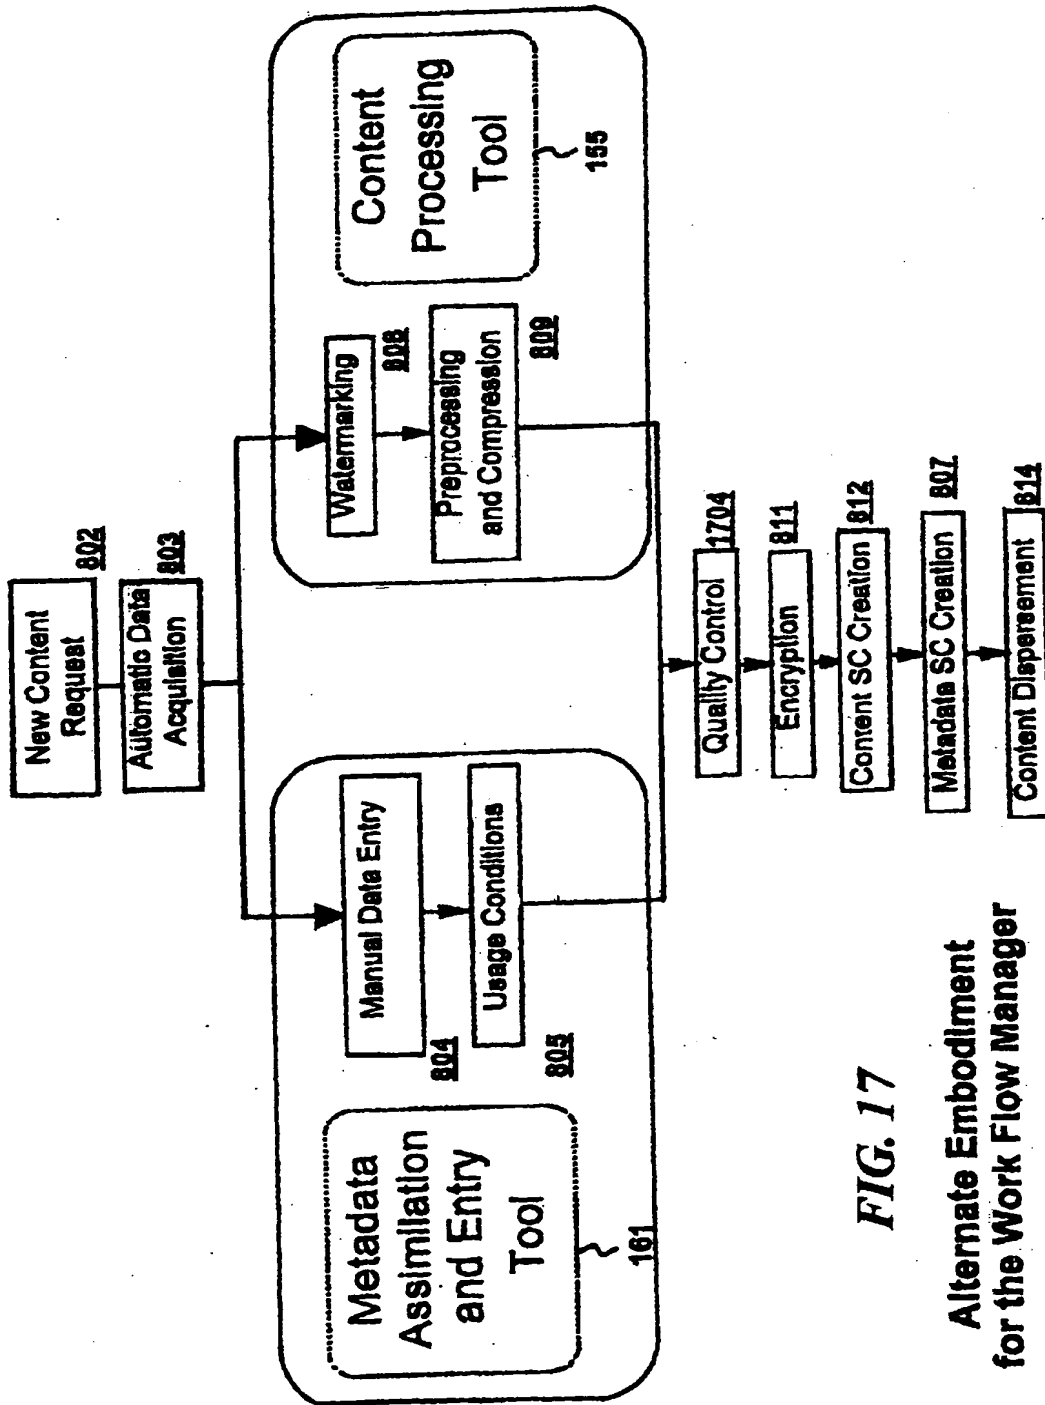 New Content
Request
802
Automatic Data
Acquisition
803
Metadata
Assimilation
and Entry
Tool
161
Manual Data Entry
804
Usage Conditions
805
Watermarking
808
Preprocessing
and Compression
809
Content
Processing
Tool
155
Quality Control
1704
Encryption
811
Content SC Creation
812
Metadata SC Creation
807
Content Dispersement
814
FIG. 17
Alternate Embodiment
for the Work Flow Manager